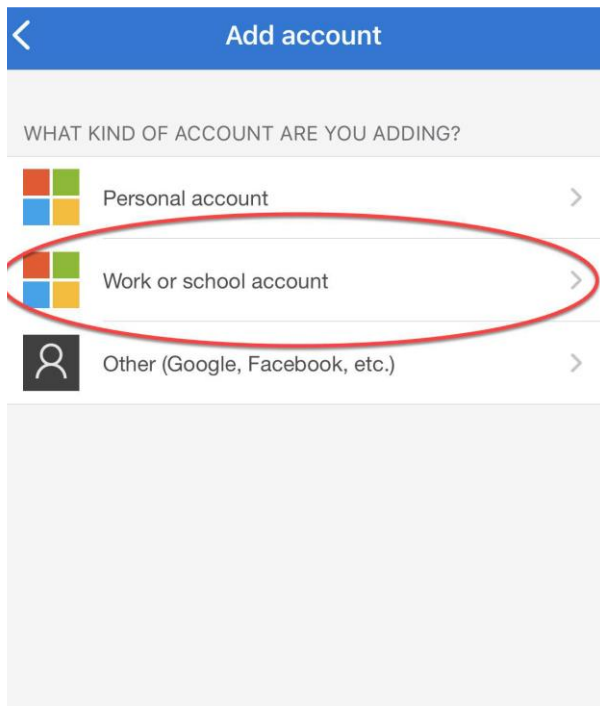 Add account
WHAT KIND OF ACCOUNT ARE YOU ADDING?
Personal account
Work or school account
Other (Google, Facebook, etc.)